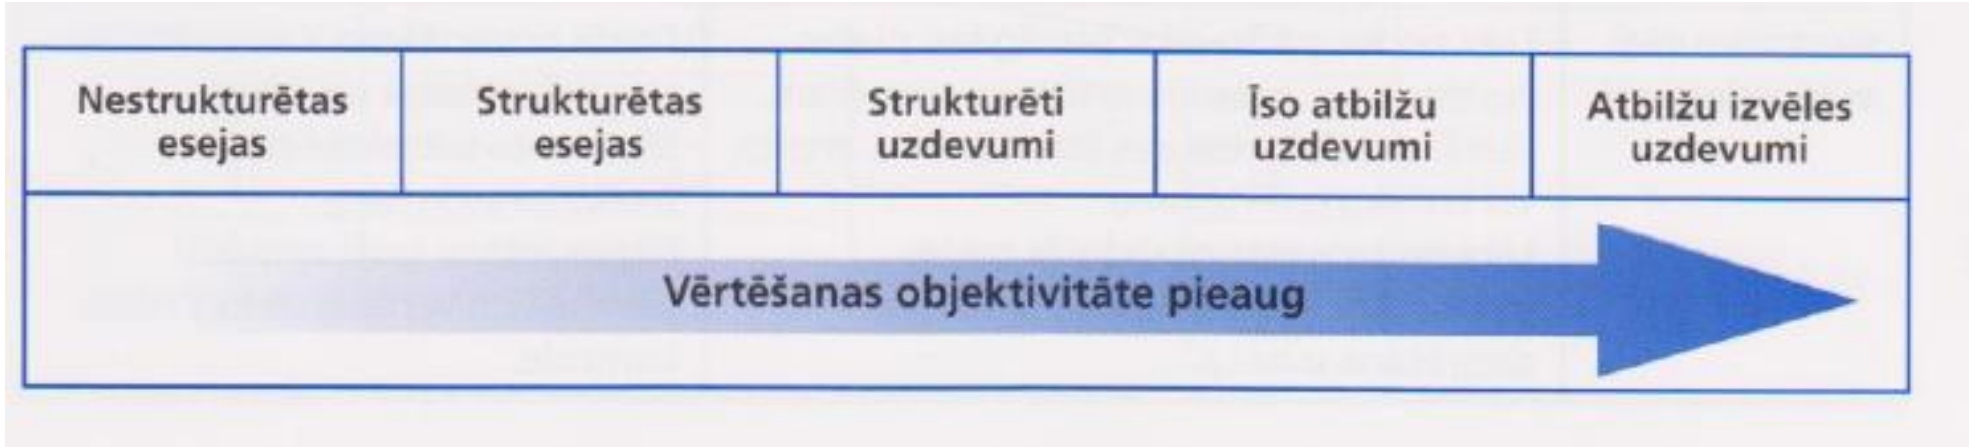 Nestrukturētas
esejas
Strukturētas
esejas
Strukturēti
uzdevumi
Īso atbilžu
uzdevumi
Atbilžu izvēles
uzdevumi
Vērtēšanas objektivitāte pieaug